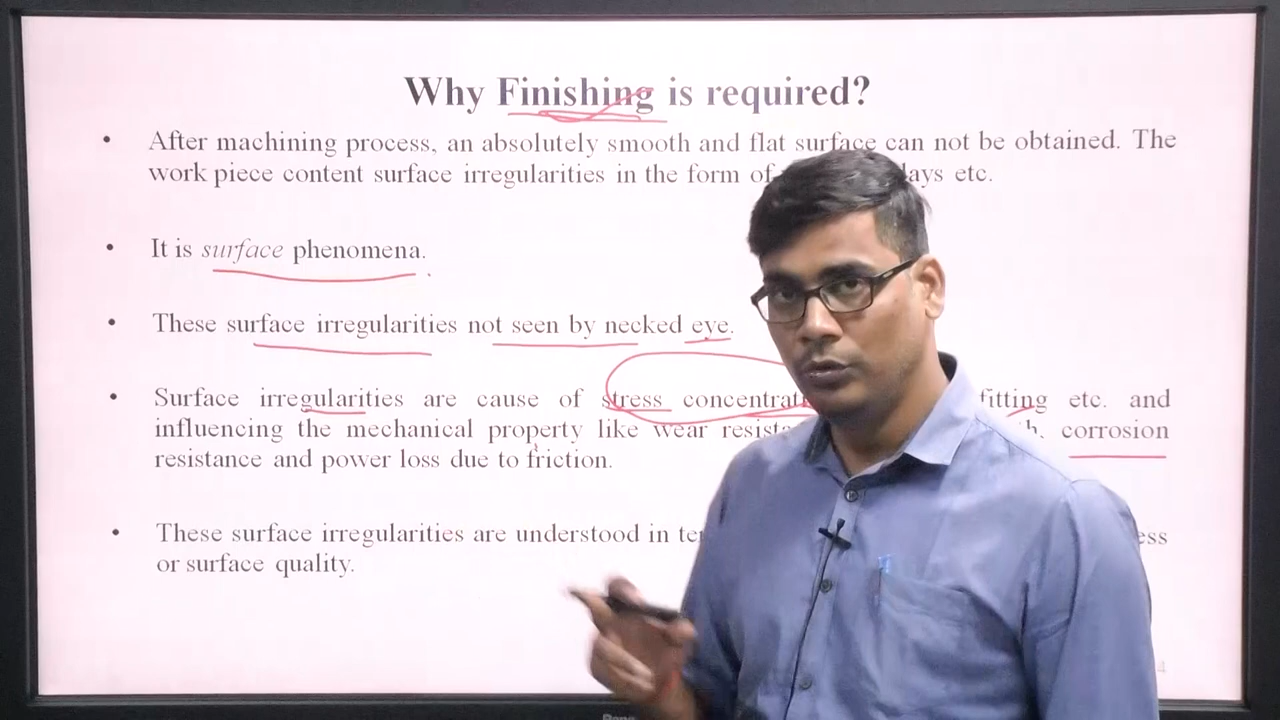 Why Finishing is required?
• After machining process, an absolutely smooth and flat surface can not be obtained. The
work piece content surface irregularities in the form of
etc.
• It is surface phenomena.
• These surface irregularities not seen by necked eye.
• Surface irregularities are cause of stress fitting etc. and
influencing the mechanical property like wear corrosion
resistance and power loss due to friction.
• These surface irregularities are understood in
or surface quality.